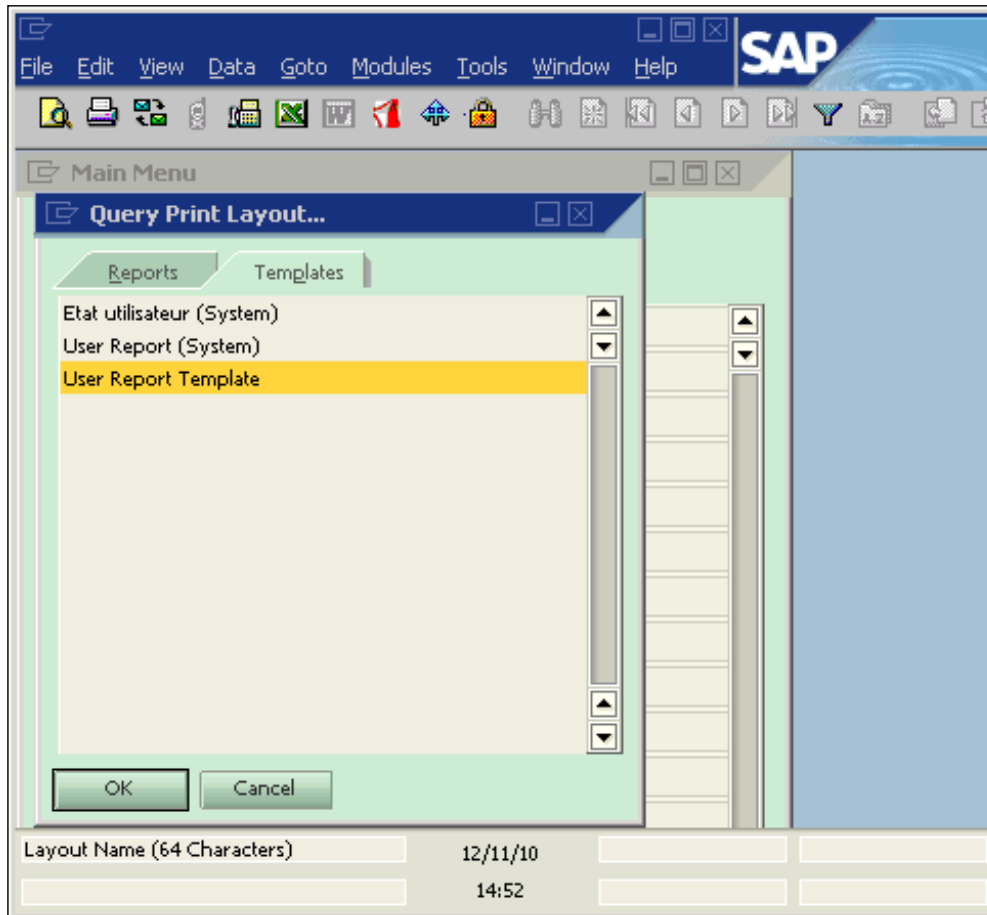 File Edit View Data Goto Modules Tools Window Help
SAP
Main Menu
Query Print Layout...
Reports Templates
Etat utilisateur (System)
User Report (System)
User Report Template
OK Cancel
Layout Name (64 Characters) 12/11/10
14:52